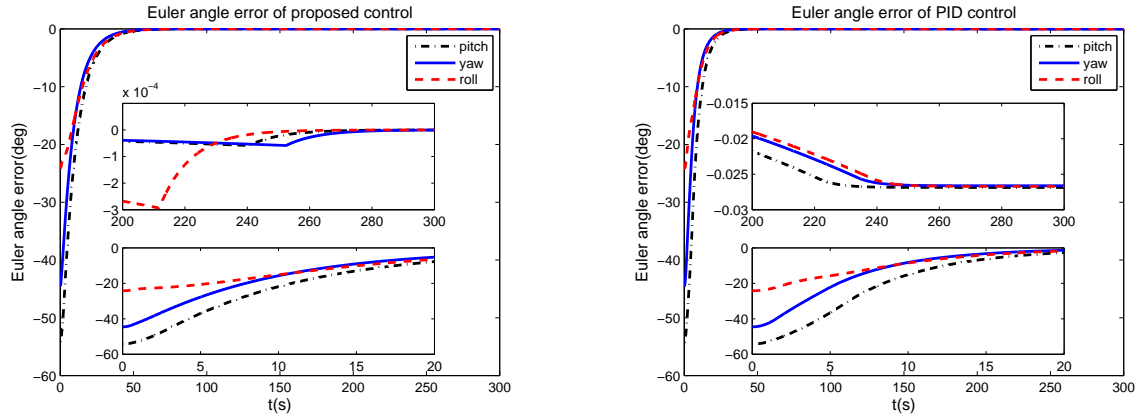 Euler angle error of proposed control
Euler angle error(deg)
0
−10
−20
−30
−40
−50
−60
0 50 100 150 200 250 300
t(s)
pitch
yaw
roll
x 10−4
1
0
−1
−2
−3
200 220 240 260 280 300
0
−20
−40
−60
0 5 10 15 20
Euler angle error of PID control
Euler angle error(deg)
0
−10
−20
−30
−40
−50
−60
0 50 100 150 200 250 300
t(s)
pitch
yaw
roll
−0.015
−0.02
−0.025
−0.03
200 220 240 260 280 300
0
−20
−40
−60
0 5 10 15 20